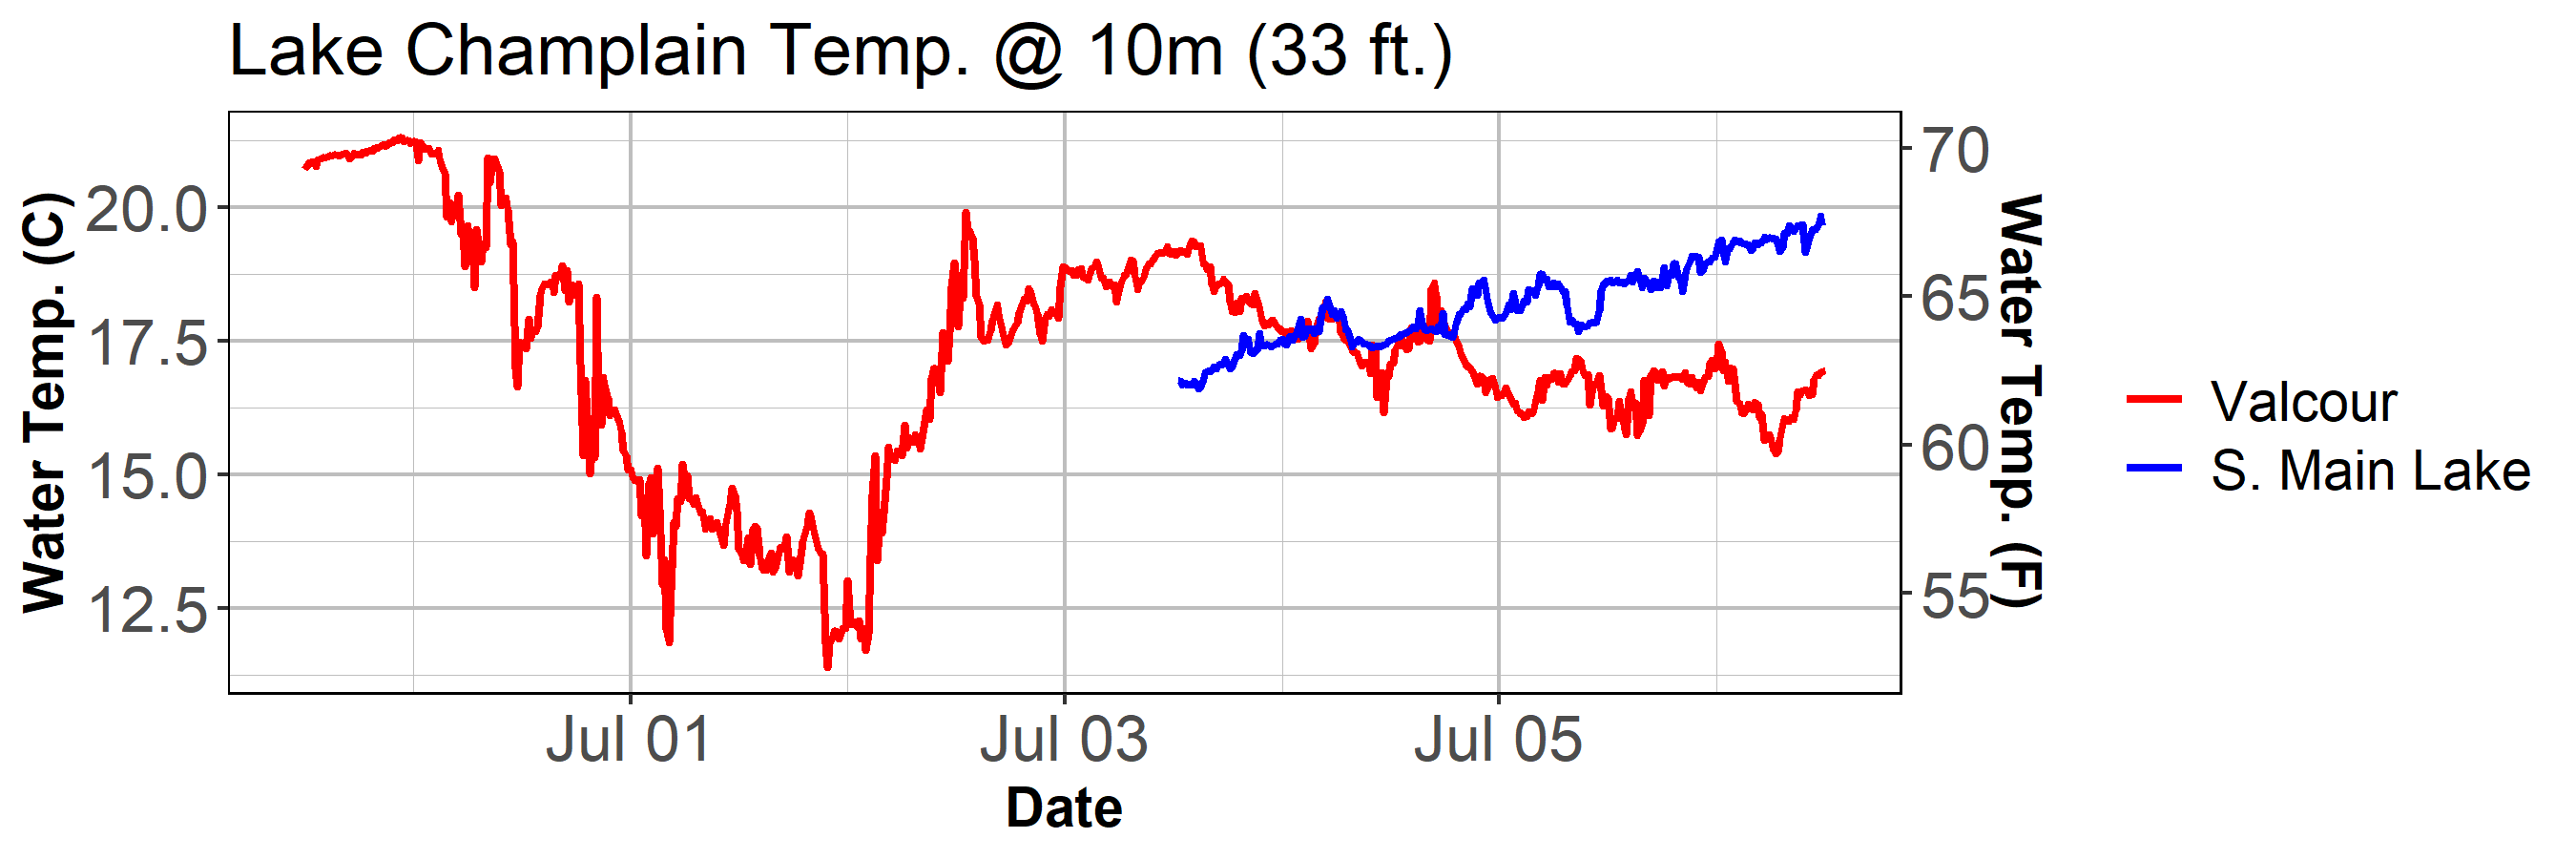 Lake Champlain Temp. @ 10m (33 ft.)
Water Temp. (C)
20.0
17.5
15.0
12.5
70
65
60
55
Water Temp. (F)
Jul 01
Jul 03
Jul 05
Date
Valcour
S. Main Lake